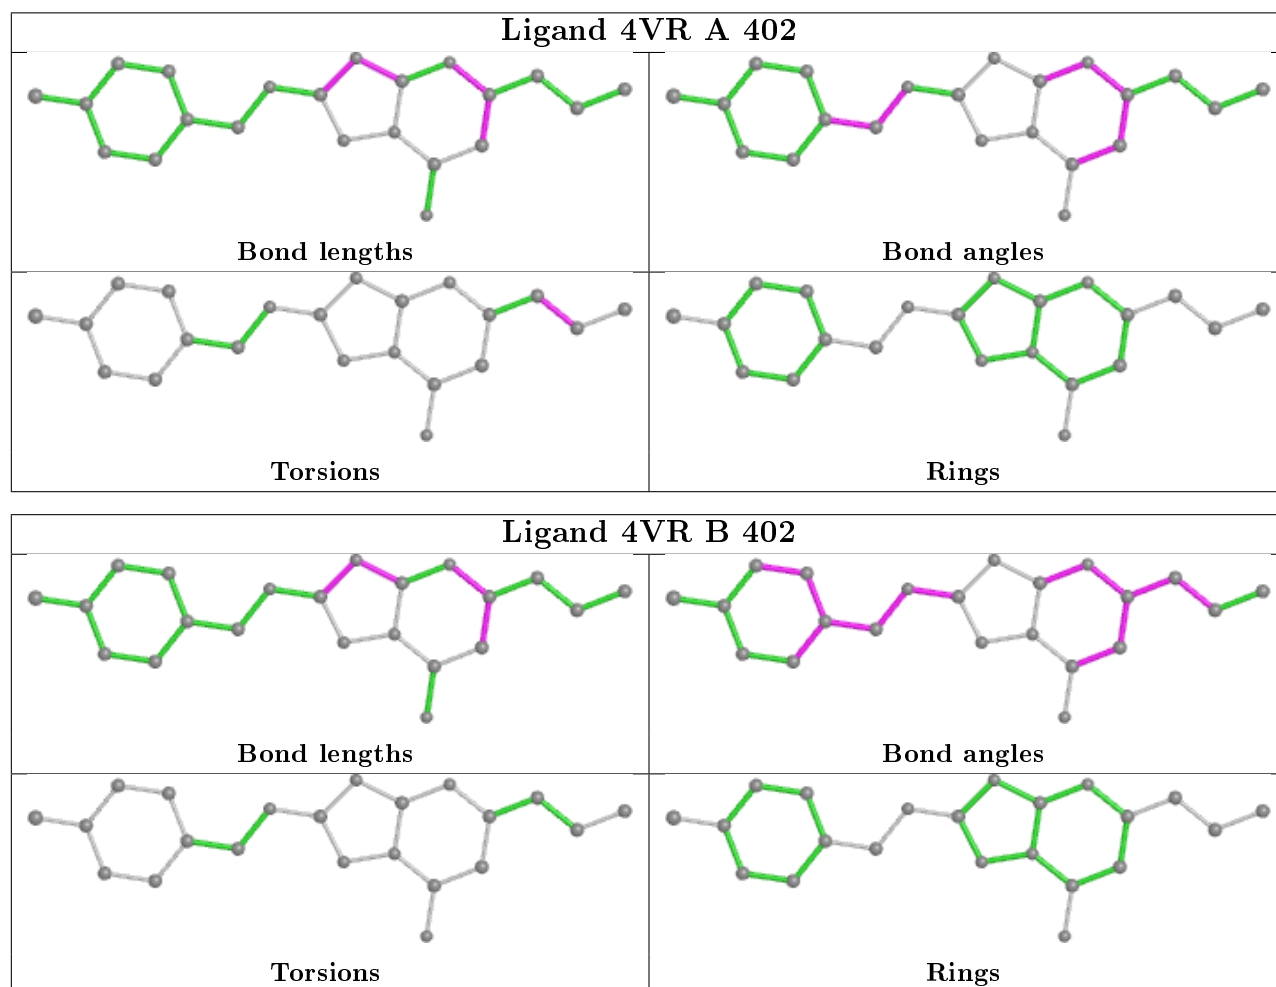 Ligand 4VR A 402
Bond lengths
Bond angles
Torsions
Rings
Ligand 4VR B 402
Bond lengths
Bond angles
Torsions
Rings